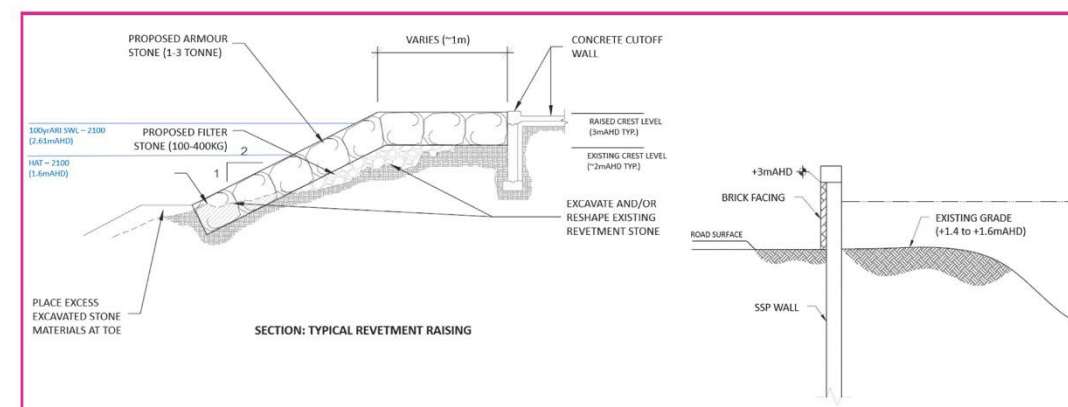 PROPOSED ARMOUR
STONE (1-3 TONNE)
VARIES (~1m)
CONCRETE CUTOFF
WALL
100yrARI SWL – 2100
(2.61mAHD)
PROPOSED FILTER
STONE (100-400KG)
RAISED CREST LEVEL
(3mAHD TYP.)
HAT – 2100
(1.6mAHD)
2
1
EXISTING CREST LEVEL
(~2mAHD TYP.)
EXCAVATE AND/OR
RESHAPE EXISTING
REVETMENT STONE
PLACE EXCESS
EXCAVATED STONE
MATERIALS AT TOE
SECTION: TYPICAL REVETMENT RAISING
+3mAHD
BRICK FACING
ROAD SURFACE
EXISTING GRADE
(+1.4 to +1.6mAHD)
SSP WALL